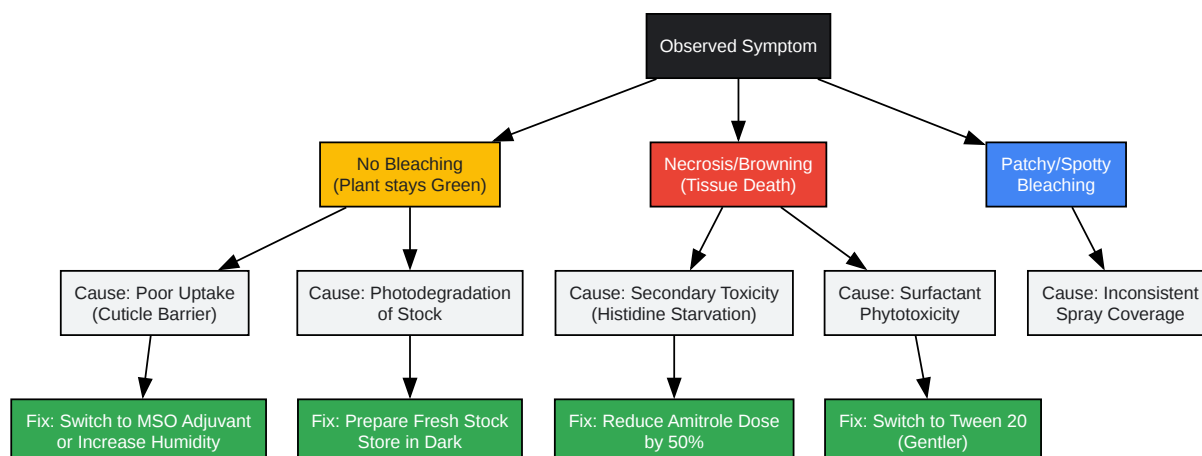 Observed Symptom
No Bleaching
(Plant stays Green)
Necrosis/Browning
(Tissue Death)
Patchy/Spotty
Bleaching
Cause: Poor Uptake
(Cuticle Barrier)
Cause: Photodegradation
of Stock
Cause: Secondary Toxicity
(Histidine Starvation)
Cause: Surfactant
Phytotoxicity
Cause: Inconsistent
Spray Coverage
Fix: Switch to MSO Adjuvant
or Increase Humidity
Fix: Prepare Fresh Stock
Store in Dark
Fix: Reduce Amitrole Dose
by 50%
Fix: Switch to Tween 20
(Gentler)